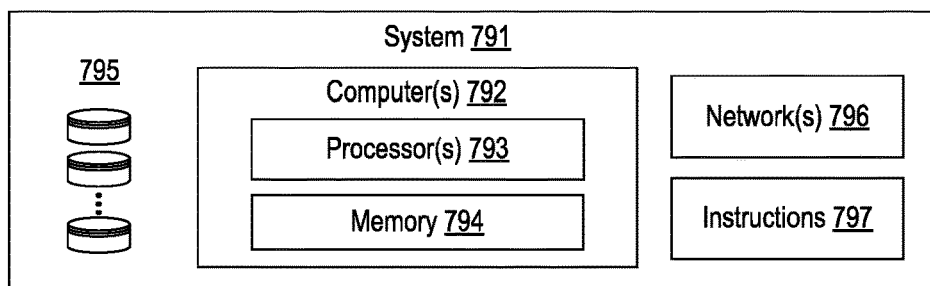 System 791
795
Computer(s) 792
Processor(s) 793
Memory 794
Network(s) 796
Instructions 797